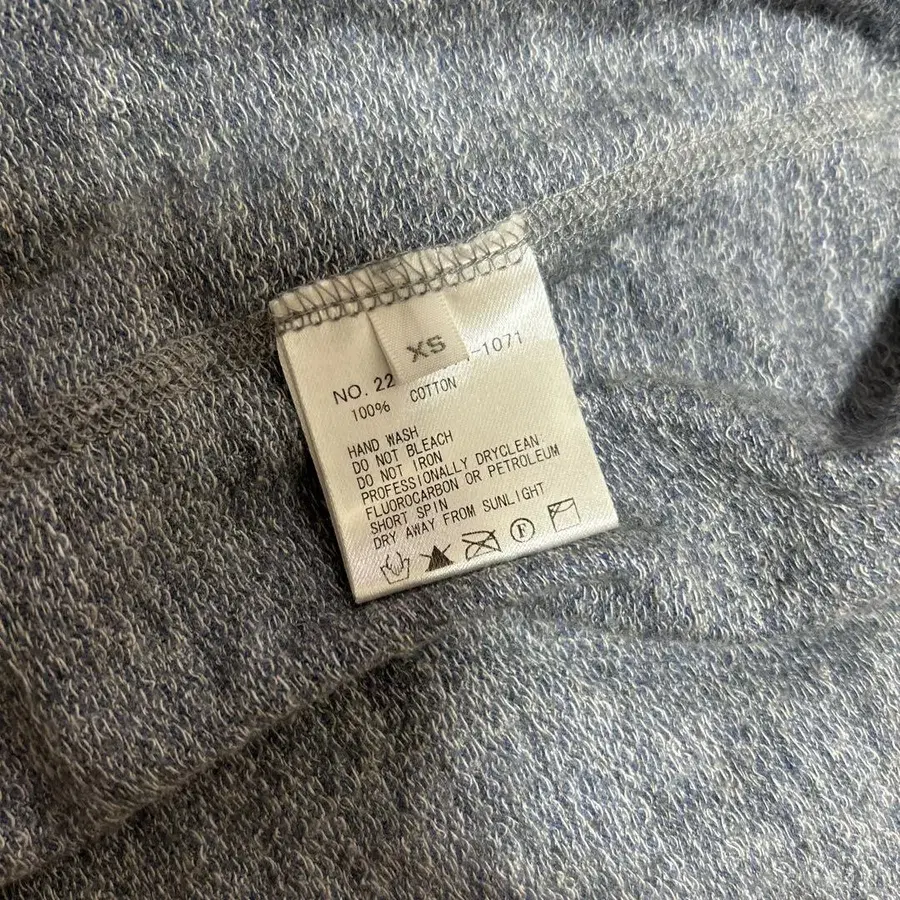 XS
NO. 22 -1071
100% COTTON
HAND WASH
DO NOT BLEACH
DO NOT IRON
PROFESSIONALLY DRYCLEAN
FLUOROCARBON OR PETROLEUM
SHORT SPIN
DRY AWAY FROM SUNLIGHT
F